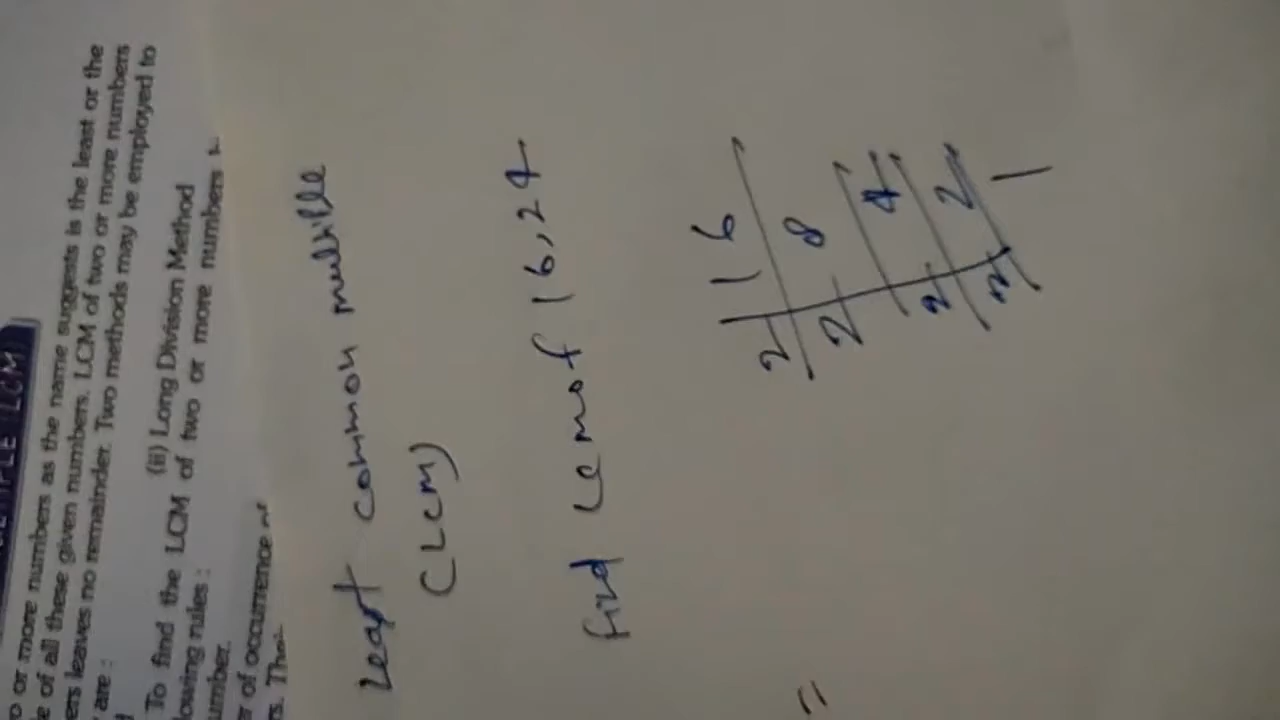 TIPLE (LCM)
o or more numbers as the name suggests is the least or the
e of all these given numbers. LCM of two or more numbers
ers leaves no remainder. Two methods may be employed to
are :
(ii) Long Division Method
To find the LCM of two or more numbers
owing rules :
umber.
r of occurrence
Least common multiple
(LCM)
find Lcm of 16, 24
2 16
2 8
2 4
2 2
1
=